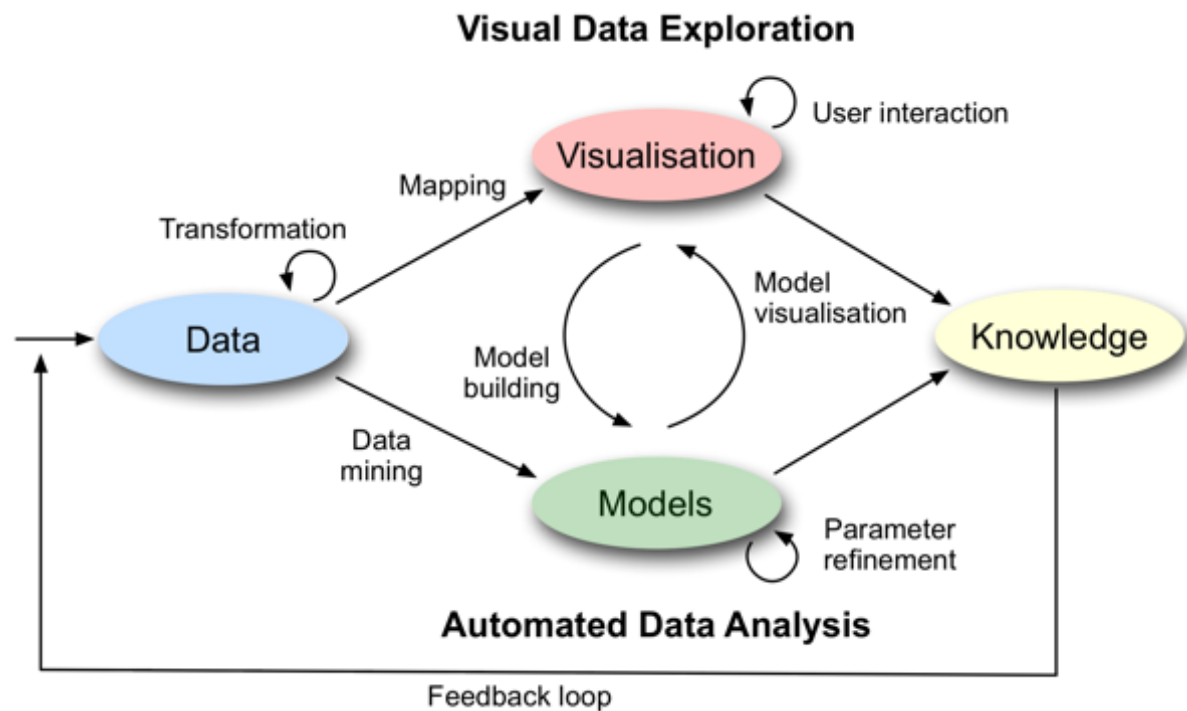 Visual Data Exploration
User interaction
Visualisation
Mapping
Transformation
Model
visualisation
Data
Knowledge
Model
building
Data
mining
Models
Parameter
refinement
Automated Data Analysis
Feedback loop